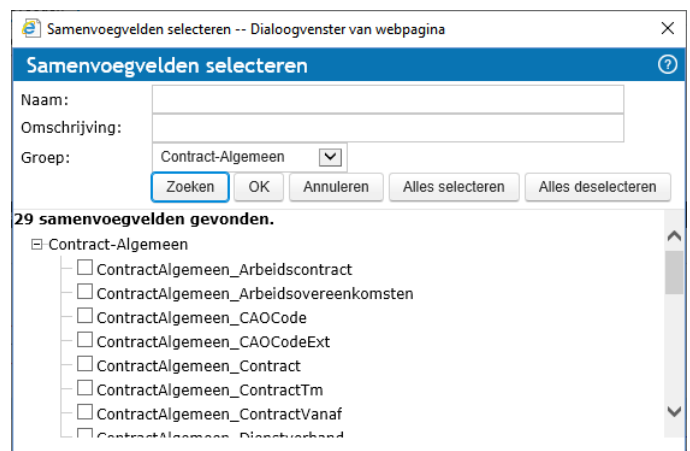 Samenvoegvelden selecteren -- Dialoogvenster van webpagina
Samenvoegvelden selecteren
Naam:
Omschrijving:
Groep: Contract-Algemeen
Zoeken OK Annuleren Alles selecteren Alles deselecteren
29 samenvoegvelden gevonden.
Contract-Algemeen
ContractAlgemeen_Arbeidscontract
ContractAlgemeen_Arbeidsovereenkomsten
ContractAlgemeen_CAOCode
ContractAlgemeen_CAOCodeExt
ContractAlgemeen_Contract
ContractAlgemeen_ContractTm
ContractAlgemeen_ContractVanaf
ContractAlgemeen_Dienstverband